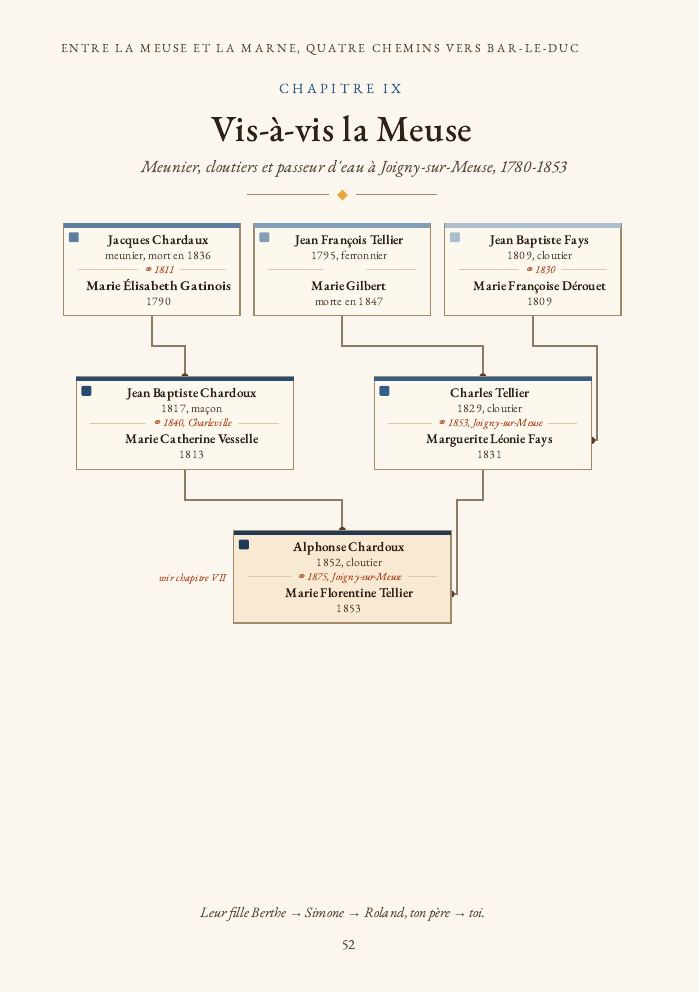 ENTRE LA MEUSE ET LA MARNE, QUATRE CHEMINS VERS BAR-LE-DUC
CHAPITRE IX
Vis-à-vis la Meuse
Meunier, cloutiers et passeur d'eau à Joigny-sur-Meuse, 1780-1853
Jacques Chardaux
meunier, mort en 1836
⚭ 1811
Marie Élisabeth Gatinois
1790
Jean François Tellier
1795, ferronnier
Marie Gilbert
morte en 1847
Jean Baptiste Fays
1809, cloutier
⚭ 1830
Marie Françoise Dérouet
1809
Jean Baptiste Chardoux
1817, maçon
⚭ 1840, Charleville
Marie Catherine Vesselle
1813
Charles Tellier
1829, cloutier
⚭ 1853, Joigny-sur-Meuse
Marguerite Léonie Fays
1831
Alphonse Chardoux
1852, cloutier
⚭ 1875, Joigny-sur-Meuse
Marie Florentine Tellier
1853
voir chapitre VII
Leur fille Berthe → Simone → Roland, ton père → toi.
52